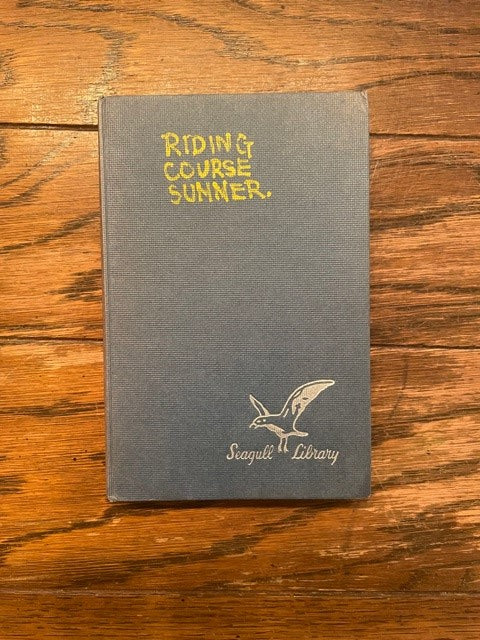 RIDING
COURSE
SUMMER.
Seagull Library